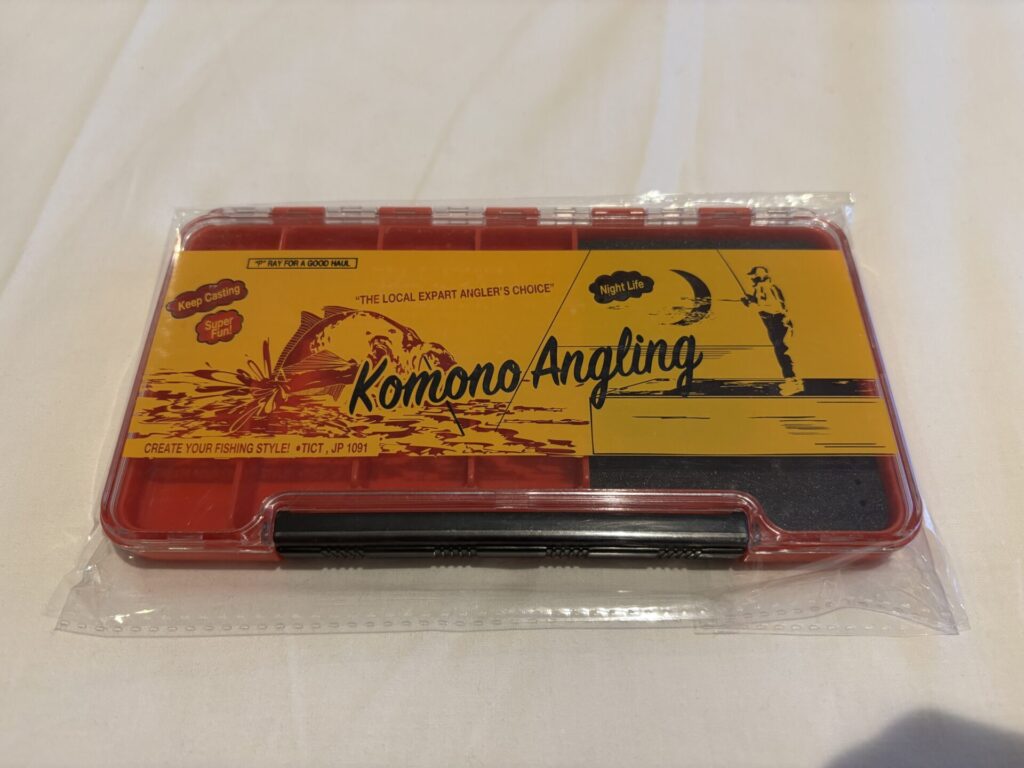 "P" RAY FOR A GOOD HAUL
Keep Casting
Super
Fun!
"THE LOCAL EXPART ANGLER'S CHOICE"
Night Life
Komono Angling
CREATE YOUR FISHING STYLE! •TICT , JP 1091